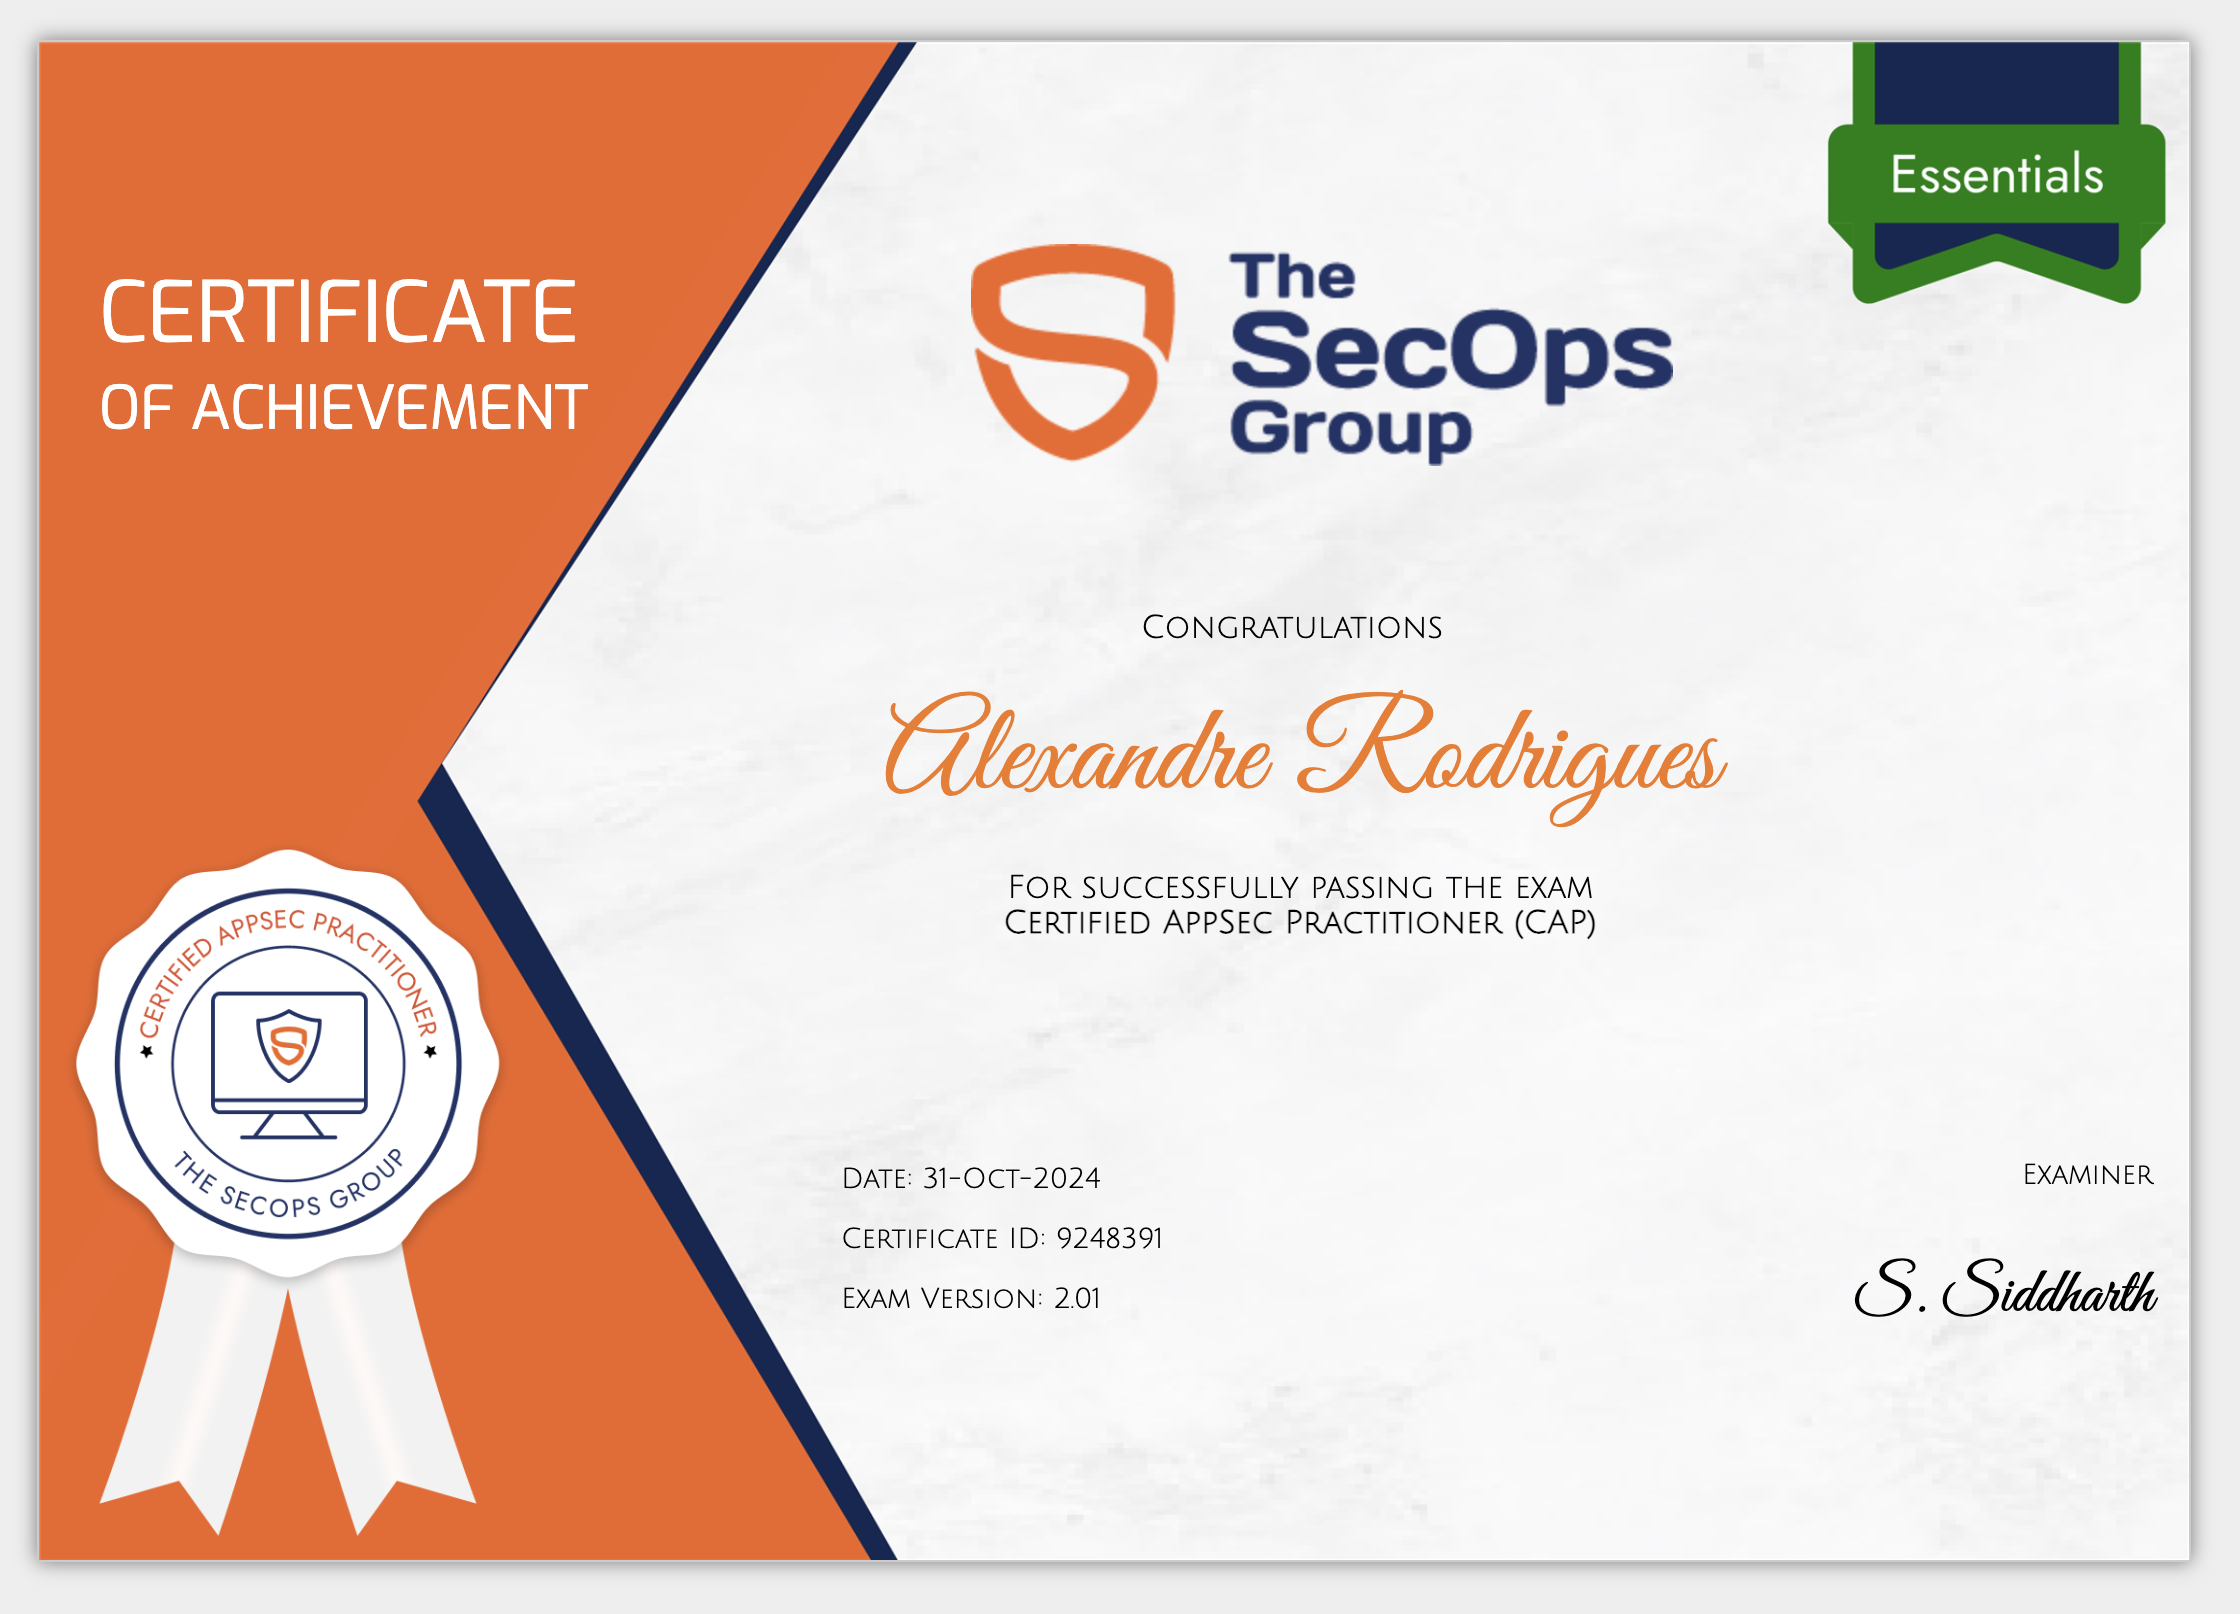 CERTIFICATE
OF ACHIEVEMENT
Essentials
The
SecOps
Group
Congratulations
Alexandre Rodrigues
For successfully passing the exam
Certified AppSec Practitioner (CAP)
CERTIFIED APPSEC PRACTITIONER
THE SECOPS GROUP
Date: 31-Oct-2024
Certificate ID: 9248391
Exam Version: 2.01
Examiner
S. Siddharth